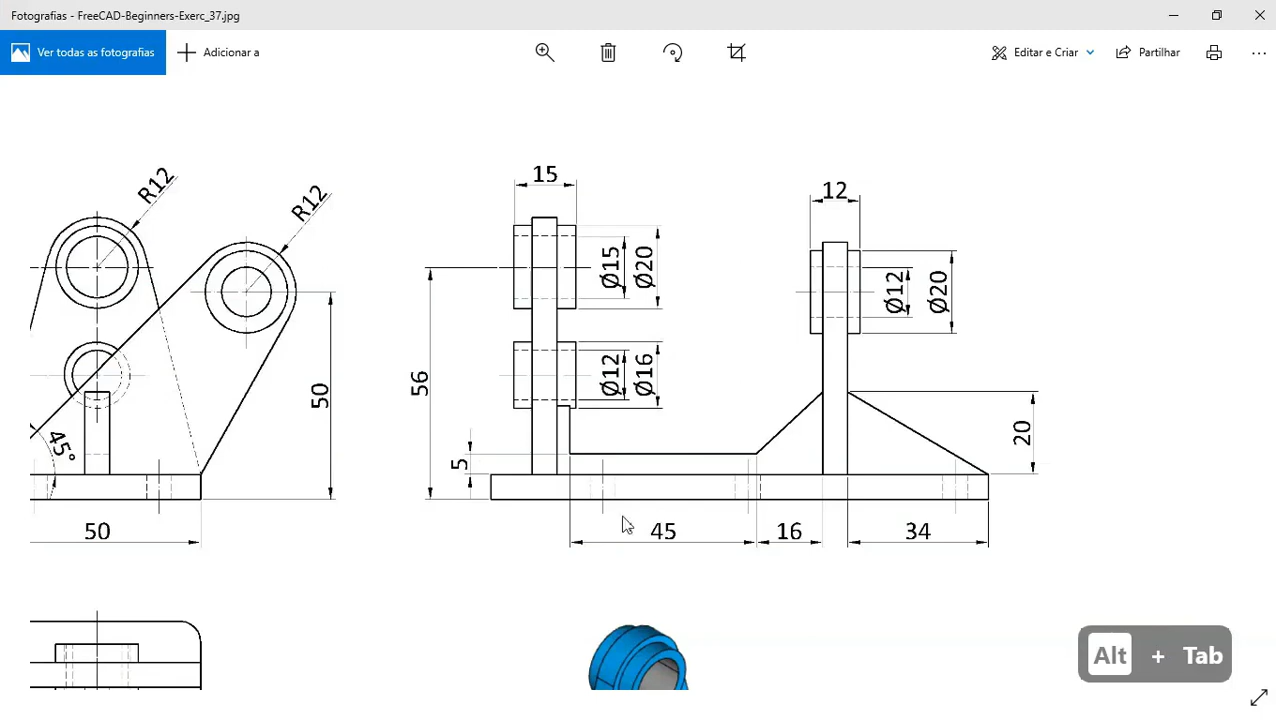 Fotografias - FreeCAD-Beginners-Exerc_37.jpg
Ver todas as fotografias
Adicionar a
Editar e Criar
Partilhar
R12
R12
15
12
Ø15
Ø20
Ø12
Ø20
56
Ø12
Ø16
50
45°
5
20
50
45
16
34
Alt + Tab